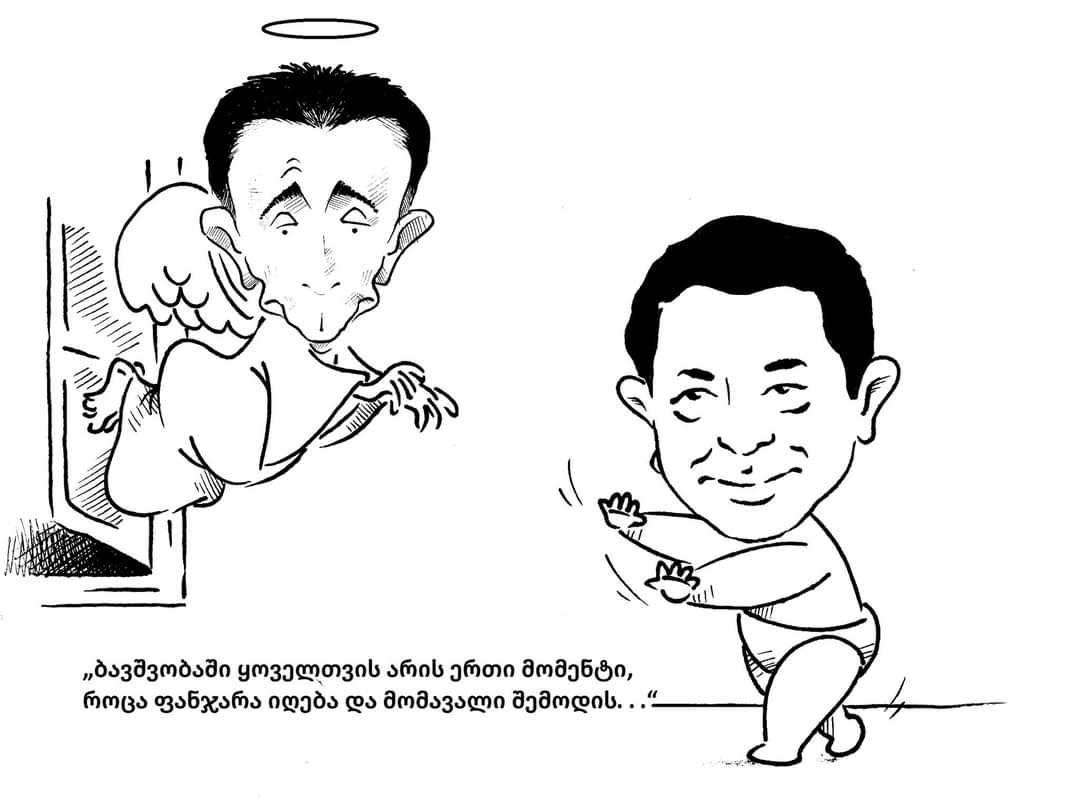 „ბავშვობაში ყოველთვის არის ერთი მომენტი,
როცა ფანჯარა იღება და მომავალი შემოდის. . .“